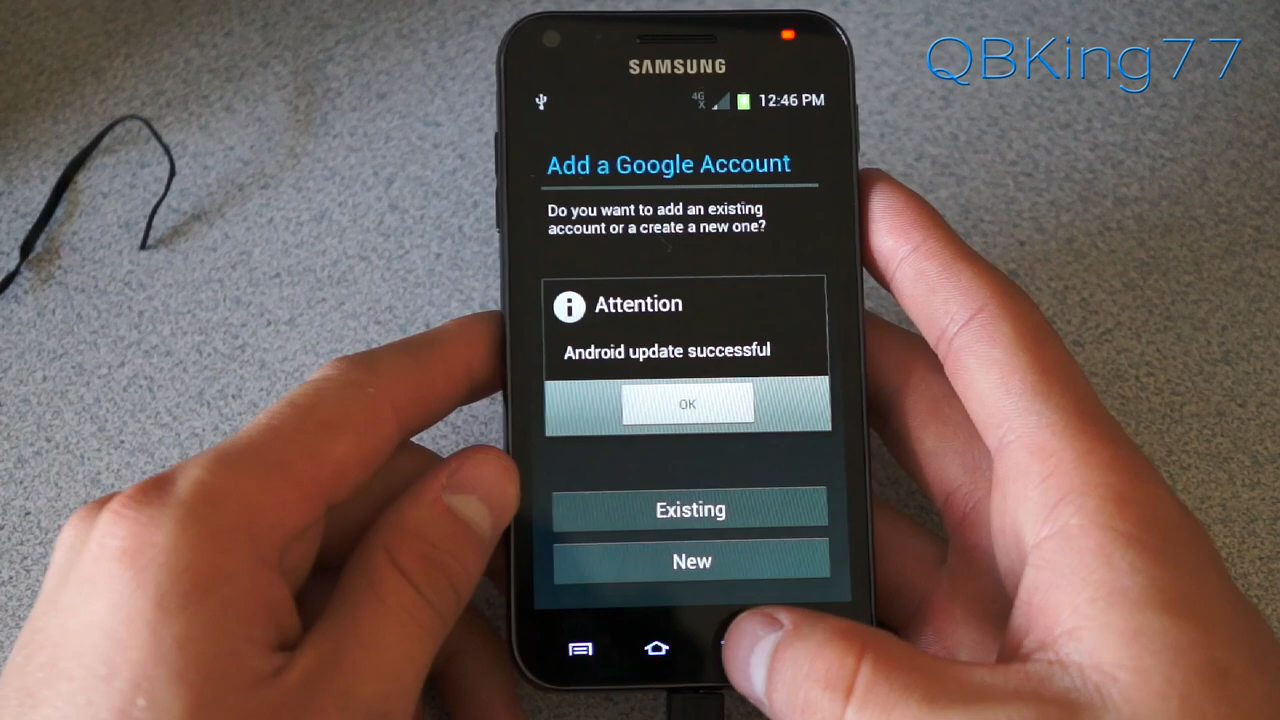 QBKing77
SAMSUNG
4G
X
12:46 PM
Add a Google Account
Do you want to add an existing
account or a create a new one?
Attention
Android update successful
OK
Existing
New